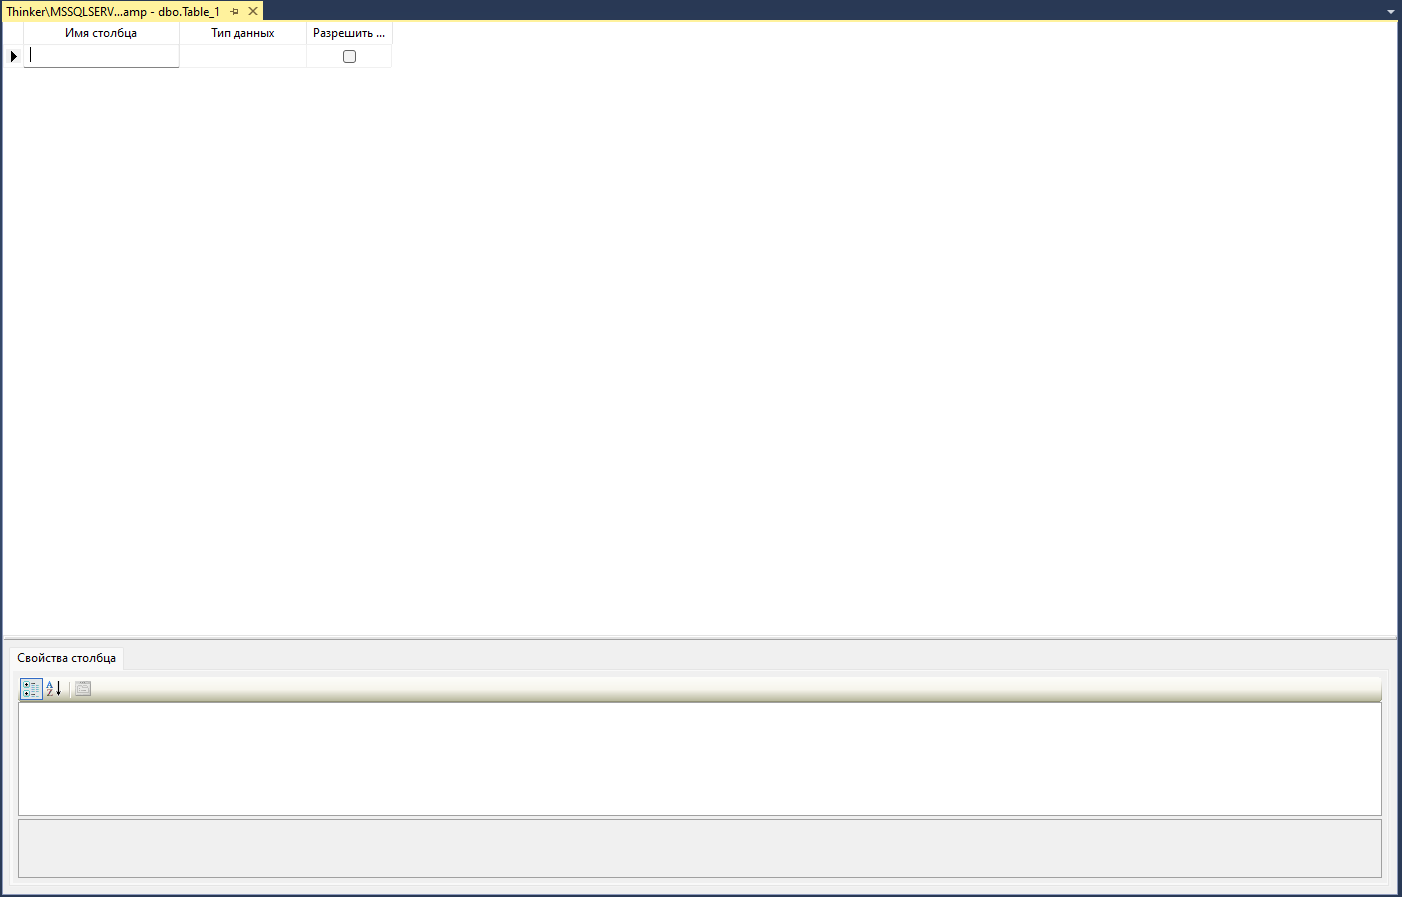 Thinker\MSSQLSERV...amp - dbo.Table_1
Имя столбца Тип данных Разрешить ...
Свойства столбца